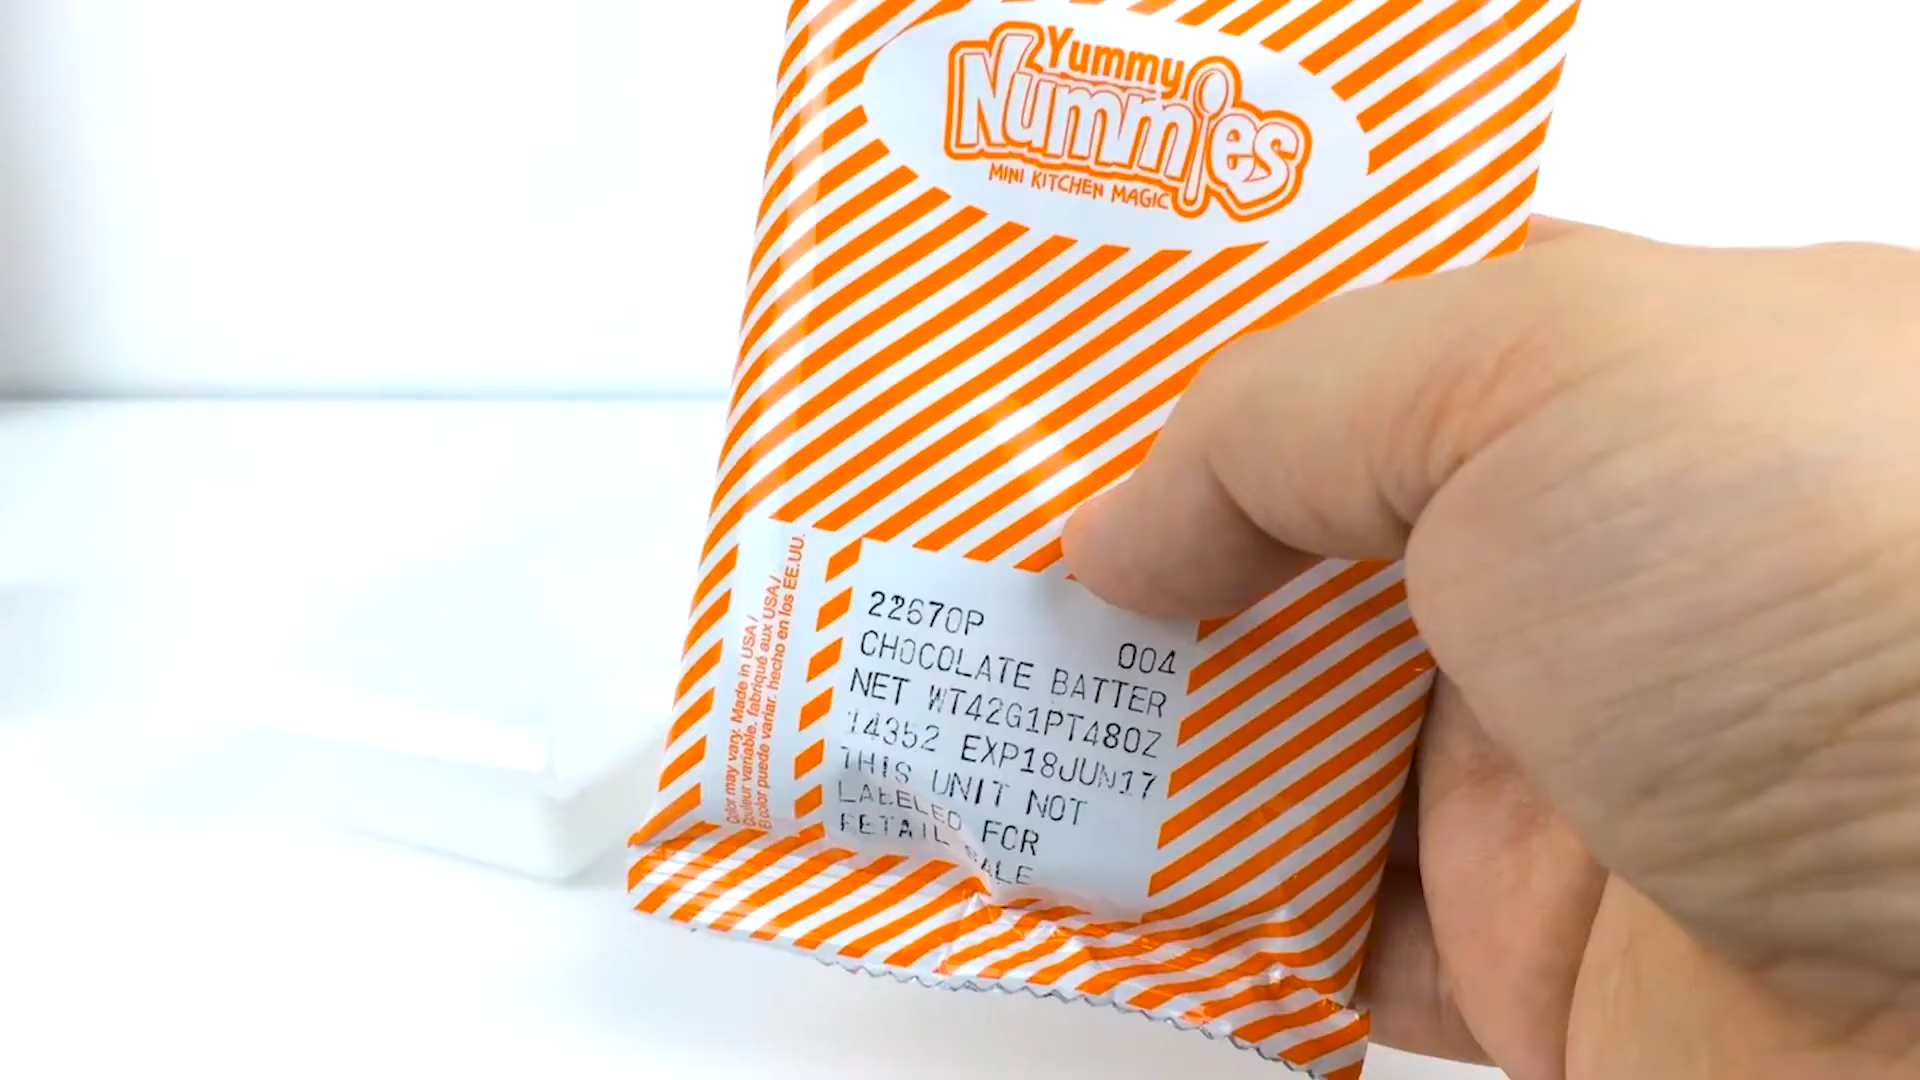 Yummy
Nummies
MINI KITCHEN MAGIC
Color may vary. Made in USA /
Couleur variable. fabriqué aux USA /
El color puede variar. hecho en los EE.UU.
22670P 004
CHOCOLATE BATTER
NET WT42G1PT48OZ
14352 EXP18JUN17
THIS UNIT NOT
LABELED FOR
RETAIL SALE